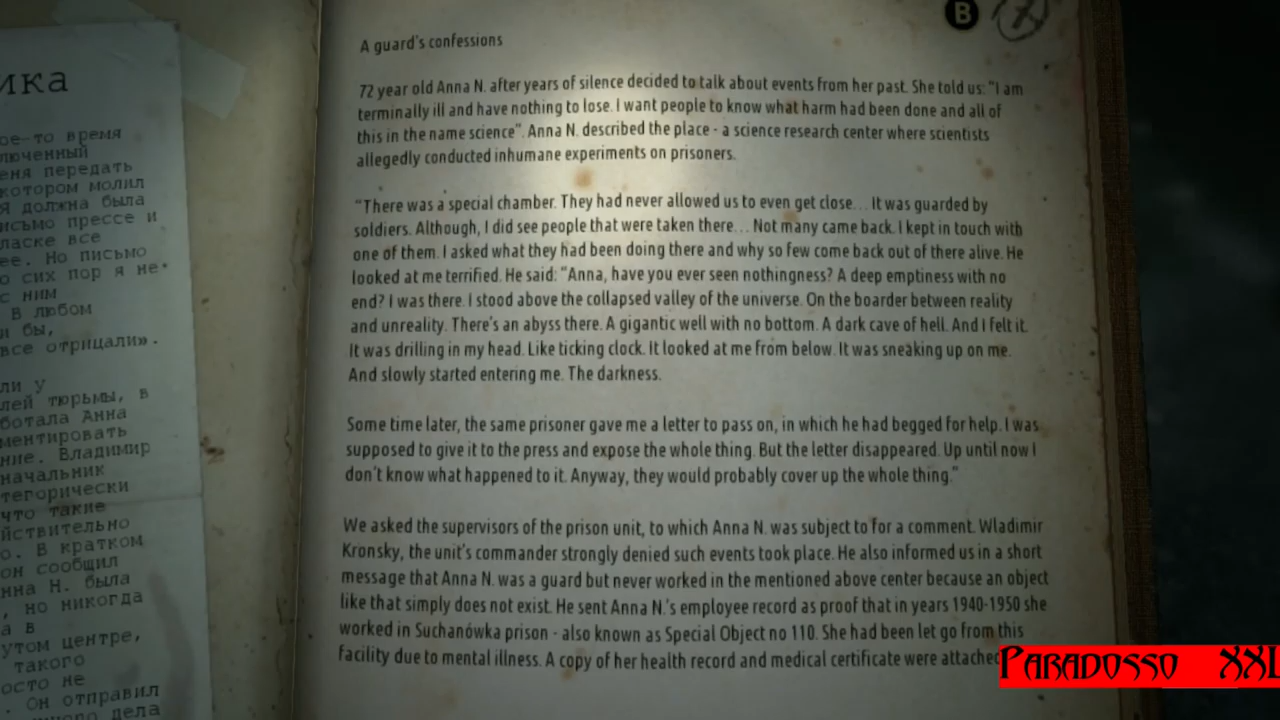 ика
ое-то время
люченный
еня передать
котором молил
Я должна была
исьмо прессе и
ласке все
ее. Но письмо
о сих пор я не
с ним
В любом
и бы,
все отрицали».
ли у
лей тюрьмы, в
ботала Анна
ментировать
ние. Владимир
начальник
тегорически
что такие
йствительно
о. В кратком
он сообщил
нна Н. была
, но никогда
а в
утом центре,
такого
осто не
. Он отправил
ного дела
B
A guard's confessions
72 year old Anna N. after years of silence decided to talk about events from her past. She told us: "I am
terminally ill and have nothing to lose. I want people to know what harm had been done and all of
this in the name science". Anna N. described the place - a science research center where scientists
allegedly conducted inhumane experiments on prisoners.
"There was a special chamber. They had never allowed us to even get close... It was guarded by
soldiers. Although, I did see people that were taken there... Not many came back. I kept in touch with
one of them. I asked what they had been doing there and why so few come back out of there alive. He
looked at me terrified. He said: "Anna, have you ever seen nothingness? A deep emptiness with no
end? I was there. I stood above the collapsed valley of the universe. On the boarder between reality
and unreality. There's an abyss there. A gigantic well with no bottom. A dark cave of hell. And I felt it.
It was drilling in my head. Like ticking clock. It looked at me from below. It was sneaking up on me.
And slowly started entering me. The darkness.
Some time later, the same prisoner gave me a letter to pass on, in which he had begged for help. I was
supposed to give it to the press and expose the whole thing. But the letter disappeared. Up until now I
don't know what happened to it. Anyway, they would probably cover up the whole thing."
We asked the supervisors of the prison unit, to which Anna N. was subject to for a comment. Wladimir
Kronsky, the unit's commander strongly denied such events took place. He also informed us in a short
message that Anna N. was a guard but never worked in the mentioned above center because an object
like that simply does not exist. He sent Anna N.'s employee record as proof that in years 1940-1950 she
worked in Suchanówka prison - also known as Special Object no 110. She had been let go from this
facility due to mental illness. A copy of her health record and medical certificate were attached
Paradosso XXL